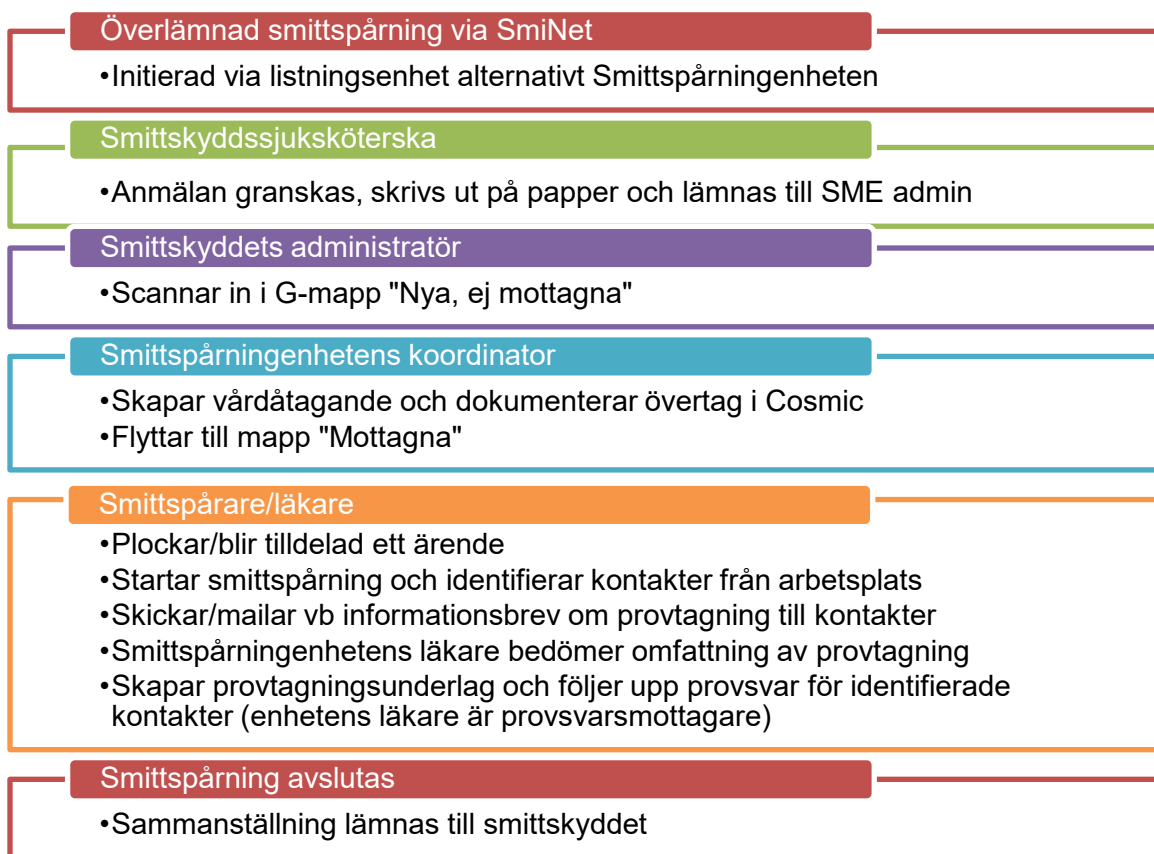 Överlämnad smittspårning via SmiNet
•Initierad via listningsenhet alternativt Smittspårningenheten
Smittskyddssjuksköterska
•Anmälan granskas, skrivs ut på papper och lämnas till SME admin
Smittskyddets administratör
•Scannar in i G-mapp "Nya, ej mottagna"
Smittspårningenhetens koordinator
•Skapar vårdåtagande och dokumenterar övertag i Cosmic
•Flyttar till mapp "Mottagna"
Smittspårare/läkare
•Plockar/blir tilldelad ett ärende
•Startar smittspårning och identifierar kontakter från arbetsplats
•Skickar/mailar vb informationsbrev om provtagning till kontakter
•Smittspårningenhetens läkare bedömer omfattning av provtagning
•Skapar provtagningsunderlag och följer upp provsvar för identifierade
kontakter (enhetens läkare är provsvarsmottagare)
Smittspårning avslutas
•Sammanställning lämnas till smittskyddet